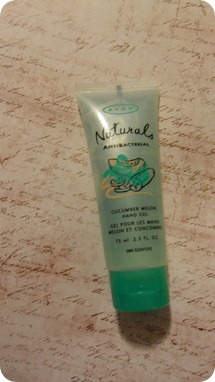 AVON
Naturals
ANTIBACTERIAL
CUCUMBER MELON
HAND GEL
GEL POUR LES MAINS
MELON ET CONCOMBRE
75 ml 2.5 FL. OZ.